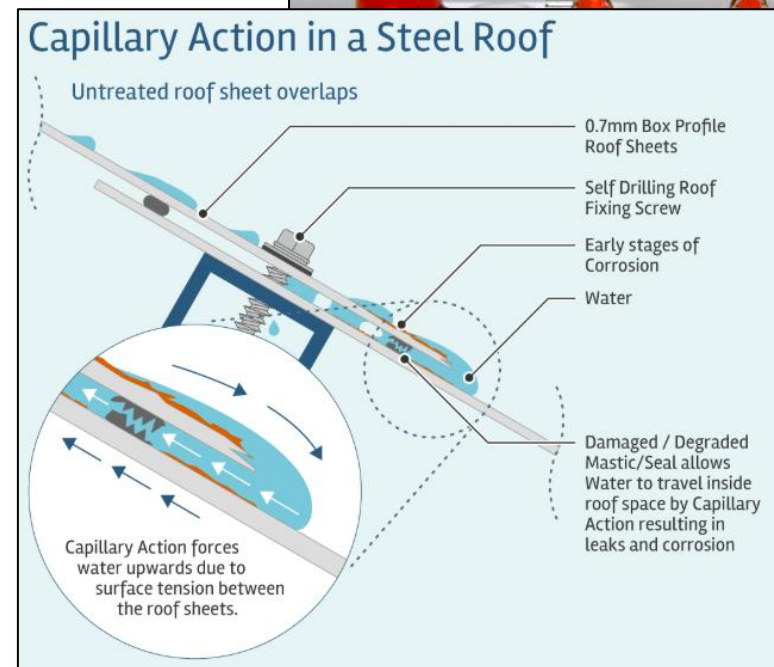 Capillary Action in a Steel Roof
Untreated roof sheet overlaps
0.7mm Box Profile
Roof Sheets
Self Drilling Roof
Fixing Screw
Early stages of
Corrosion
Water
Damaged / Degraded
Mastic/Seal allows
Water to travel inside
roof space by Capillary
Action resulting in
leaks and corrosion
Capillary Action forces
water upwards due to
surface tension between
the roof sheets.